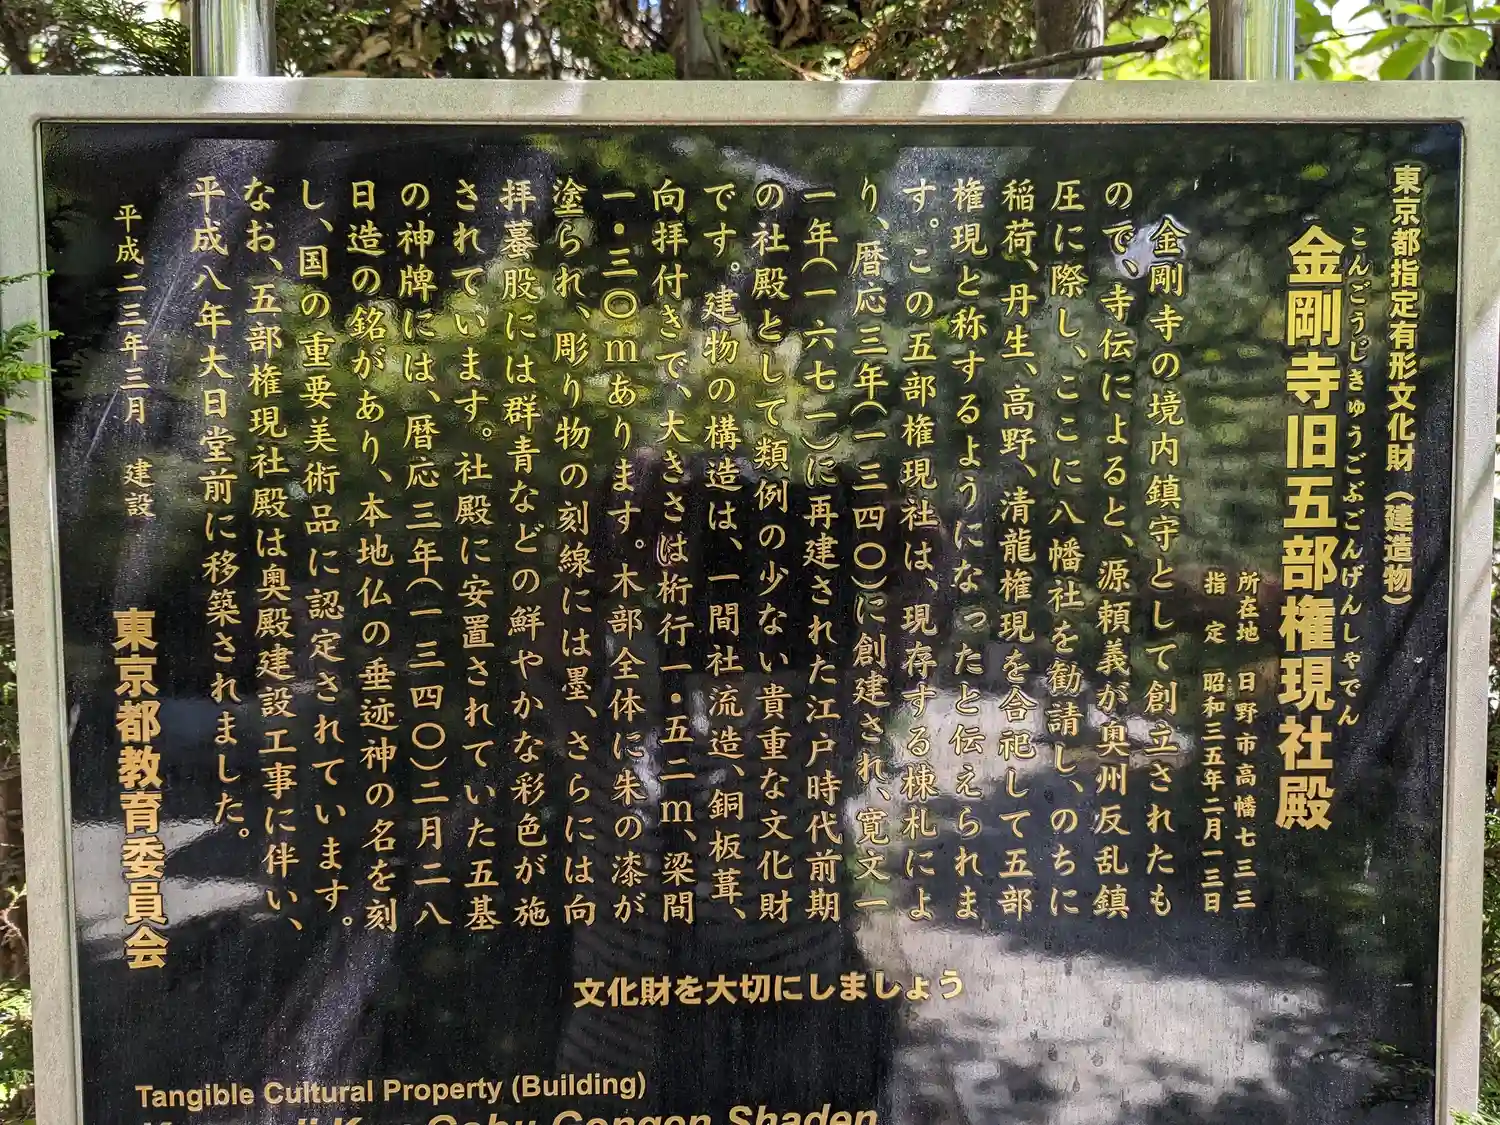 東京都指定有形文化財（建造物）
こんごうじきゅうごぶごんげんしゃでん
金剛寺旧五部権現社殿
所在地　日野市高幡七三三
指　定　昭和三五年二月一三日
金剛寺の境内鎮守として創立されたも
ので、寺伝によると、源頼義が奥州反乱鎮
圧に際し、ここに八幡社を勧請し、のちに
稲荷、丹生、高野、清龍権現を合祀して五部
権現と称するようになったと伝えられま
す。この五部権現社は、現存する棟札によ
り、暦応三年（一三四〇）に創建され、寛文一
一年（一六七一）に再建された江戸時代前期
の社殿として類例の少ない貴重な文化財
です。建物の構造は、一間社流造、銅板葺、
向拝付きで、大きさは桁行一・五二ｍ、梁間
一・三〇ｍあります。木部全体に朱の漆が
塗られ、彫り物の刻線には墨、さらには向
拝蟇股には群青などの鮮やかな彩色が施
されています。社殿に安置されていた五基
の神牌には、暦応三年（一三四〇）二月二八
日造の銘があり、本地仏の垂迹神の名を刻
し、国の重要美術品に認定されています。
なお、五部権現社殿は奥殿建設工事に伴い、
平成八年大日堂前に移築されました。
平成二三年三月　建設
東京都教育委員会
文化財を大切にしましょう
Tangible Cultural Property (Building)
Gobu Gongen Shaden